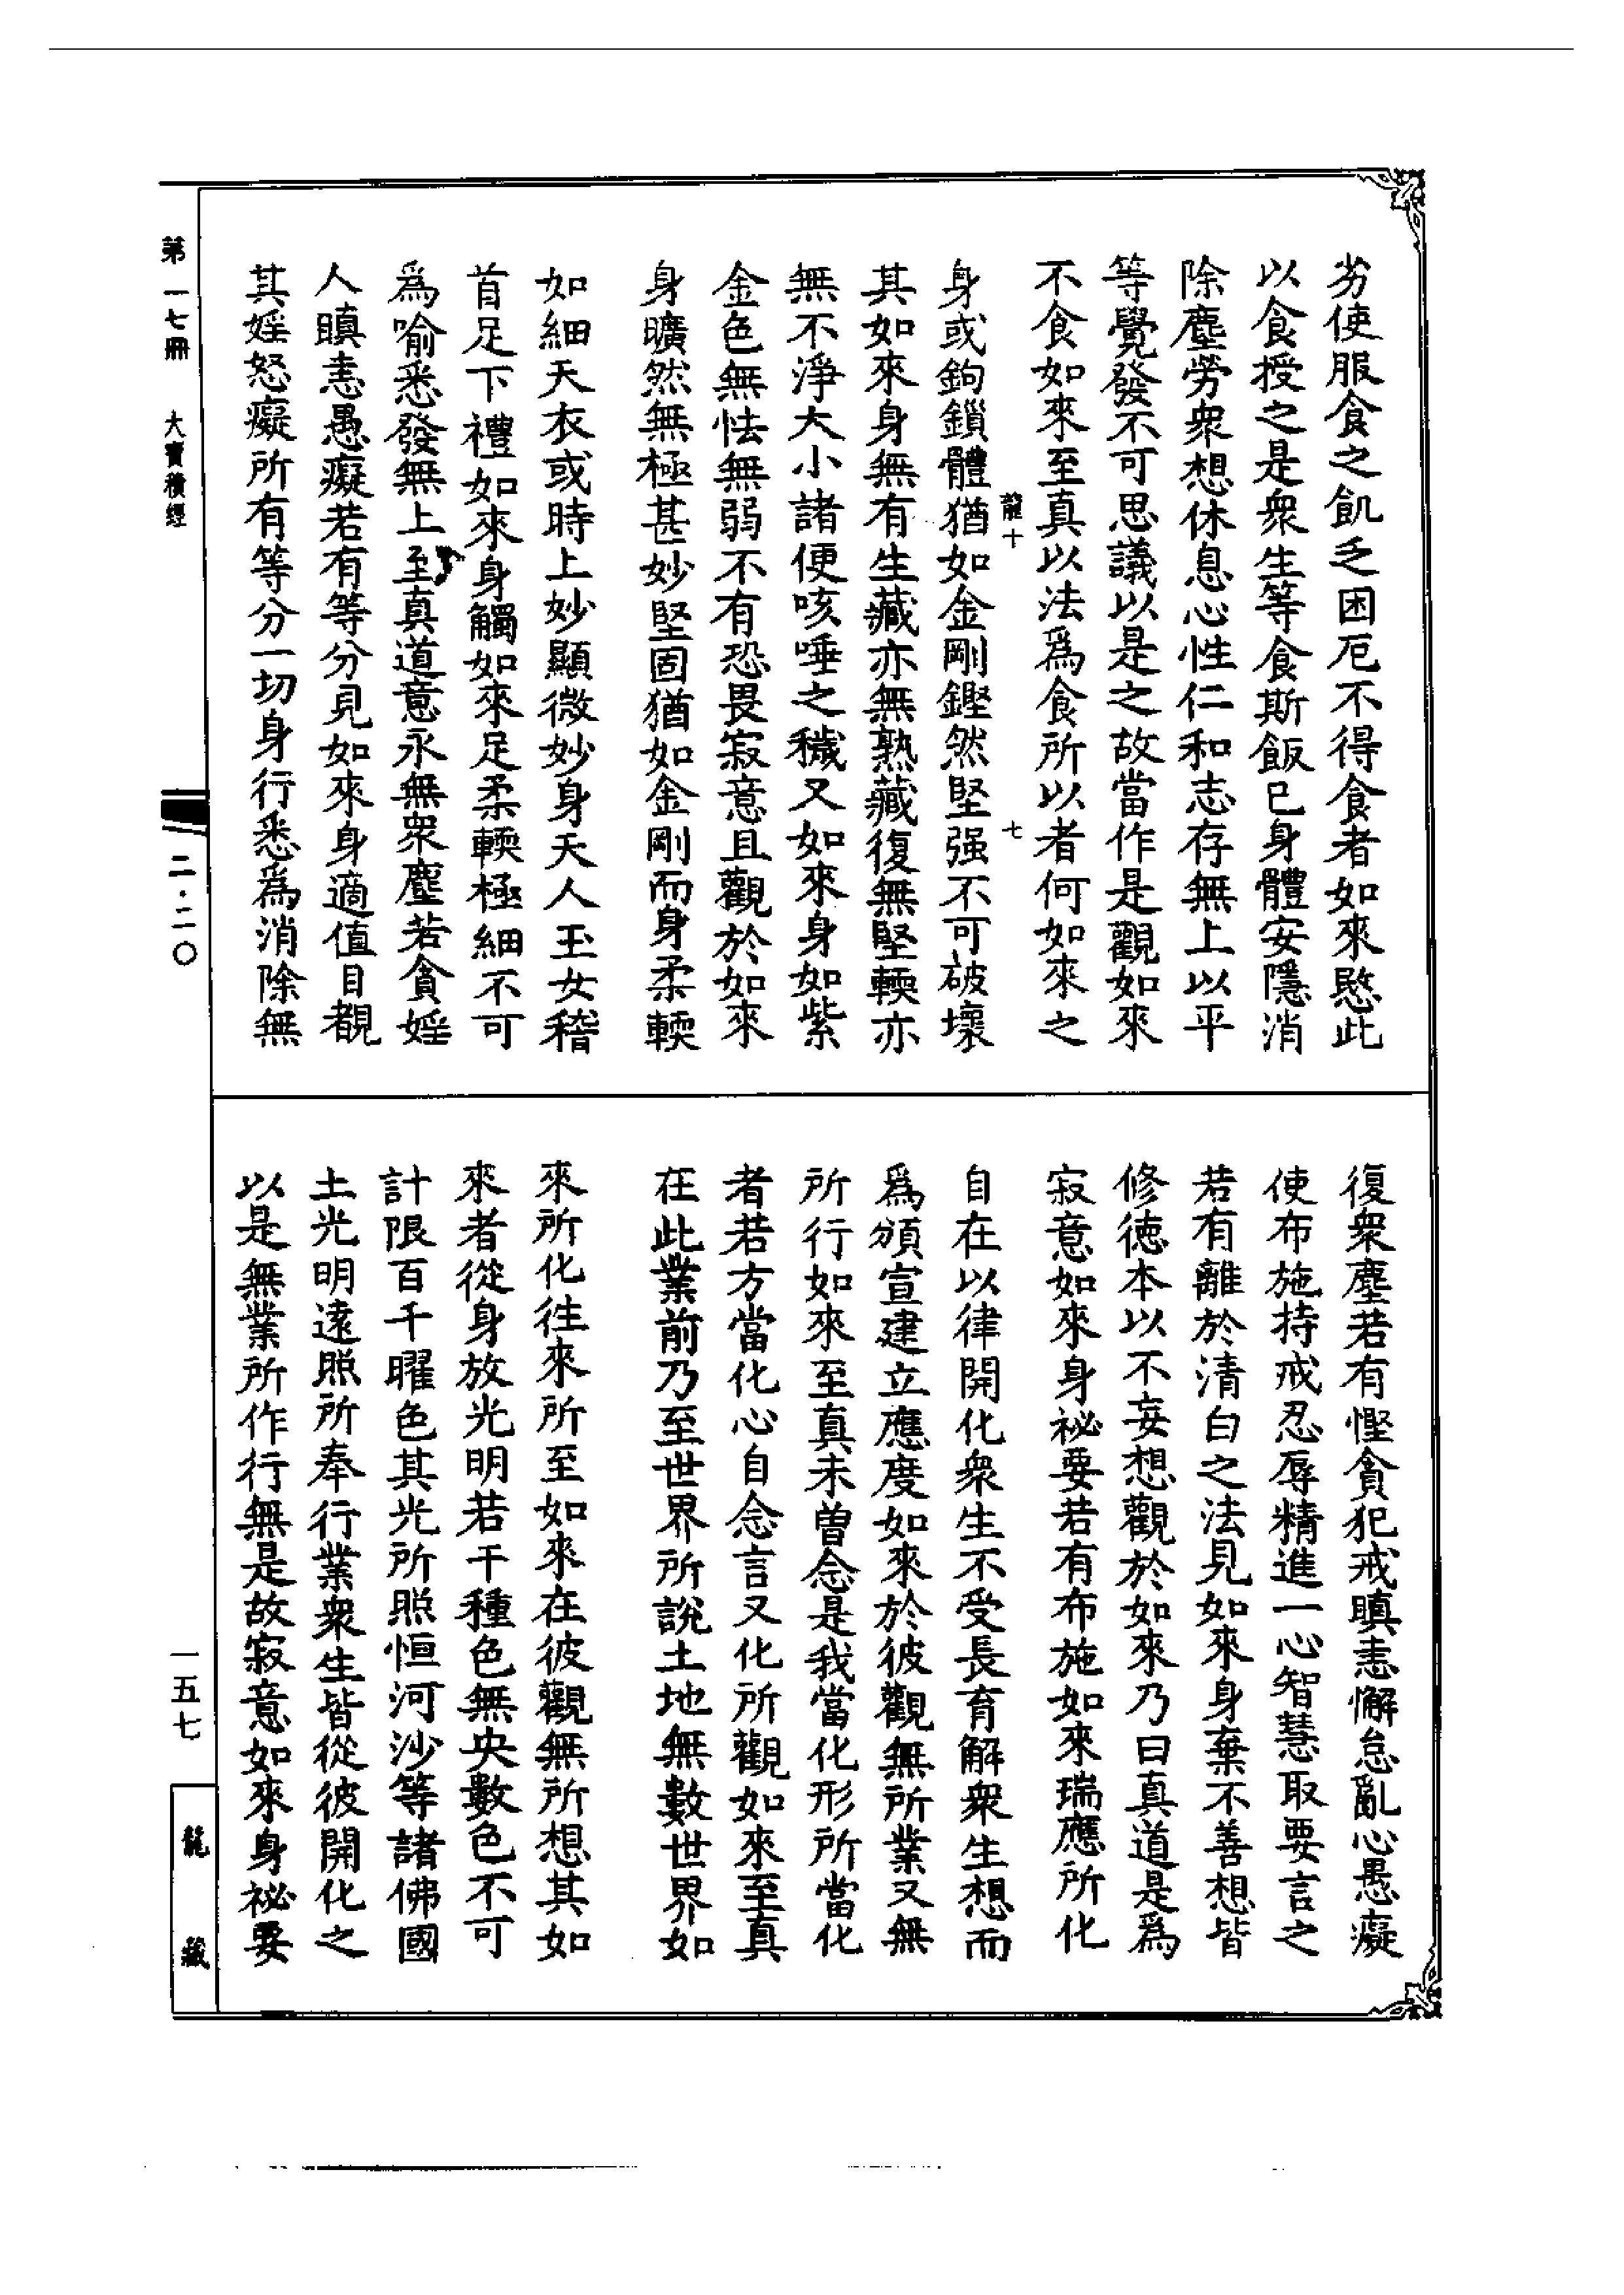 劣使服食之飢乏困厄不得食者如來愍此
以食授之是衆生等食斯飯已身體安隱消
除塵勞衆想休息心性仁和志存無上以平
等覺發不可思議以是之故當作是觀如來
不食如來至真以法爲食所以者何如來之
龍十 七
身或鉤鎖體猶如金剛鏗然堅强不可破壞
其如來身無有生藏亦無熟藏復無堅輭亦
無不淨大小諸便咳唾之穢又如來身如紫
金色無怯無弱不有恐畏寂意且觀於如來
身曠然無極甚妙堅固猶如金剛而身柔輭
如細天衣或時上妙顯微妙身天人玉女稽
首足下禮如來身觸如來足柔輭極細不可
爲喻悉發無上至真道意永無衆塵若貪婬
人瞋恚愚癡若有等分見如來身適值目覩
其婬怒癡所有等分一切身行悉爲消除無
復衆塵若有慳貪犯戒瞋恚懈怠亂心愚癡
使布施持戒忍辱精進一心智慧取要言之
若有離於清白之法見如來身棄不善想皆
修徳本以不妄想觀於如來乃曰真道是爲
寂意如來身祕要若有布施如來瑞應所化
自在以律開化衆生不受長育解衆生想而
爲頒宣建立應度如來於彼觀無所業又無
所行如來至真未曾念是我當化形所當化
者若方當化心自念言又化所觀如來至真
在此業前乃至世界所說土地無數世界如
來所化往來所至如來在彼觀無所想其如
來者從身放光明若干種色無央數色不可
計限百千曜色其光所照恒河沙等諸佛國
土光明遠照所奉行業衆生皆從彼開化之
以是無業所作行無是故寂意如來身祕要
第一七冊 大寶積經 二·二〇 一五七 龍藏